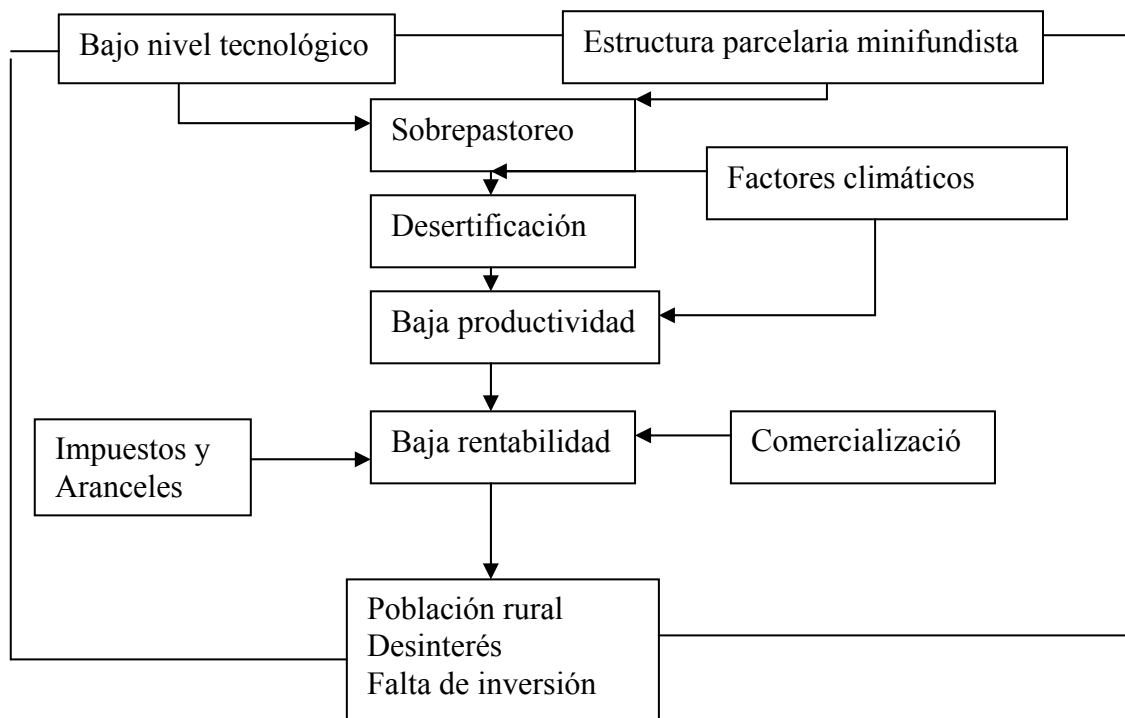 Bajo nivel tecnológico
Estructura parcelaria minifundista
Sobrepastoreo
Factores climáticos
Desertificación
Baja productividad
Impuestos y
Aranceles
Baja rentabilidad
Comercializació
Población rural
Desinterés
Falta de inversión